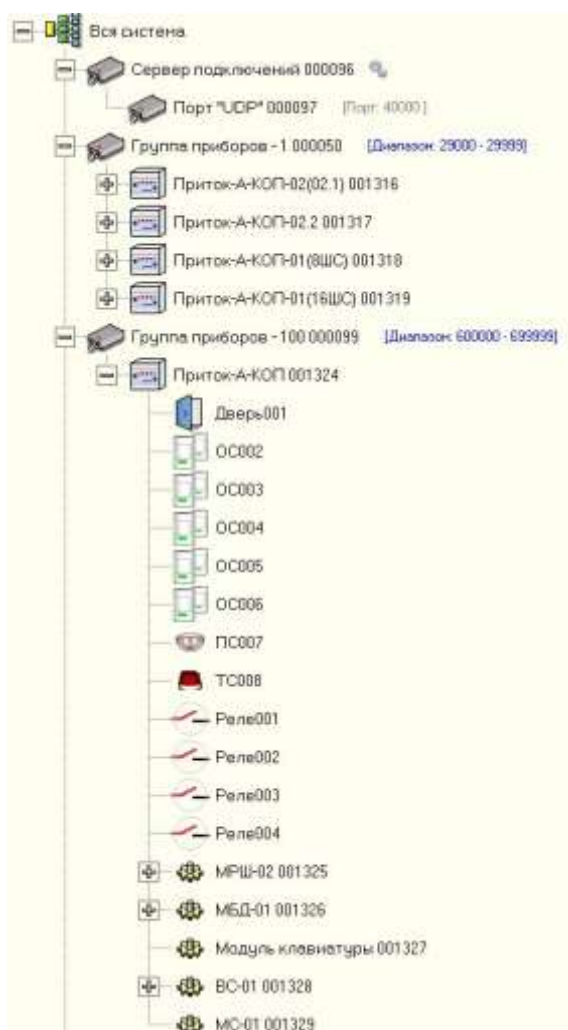 Вся система
Сервер подключений 000096
Порт "UDP" 000097 [Порт: 40000]
Группа приборов - 1 000050 [Диапазон: 29000 - 29999]
Приток-А-КОП-02(02.1) 001316
Приток-А-КОП-02.2 001317
Приток-А-КОП-01(8ШС) 001318
Приток-А-КОП-01(16ШС) 001319
Группа приборов - 100 000099 [Диапазон: 600000 - 699999]
Приток-А-КОП 001324
Дверь001
ОС002
ОС003
ОС004
ОС005
ОС006
ПС007
ТС008
Реле001
Реле002
Реле003
Реле004
МРШ-02 001325
МБД-01 001326
Модуль клавиатуры 001327
ВС-01 001328
МС-01 001329